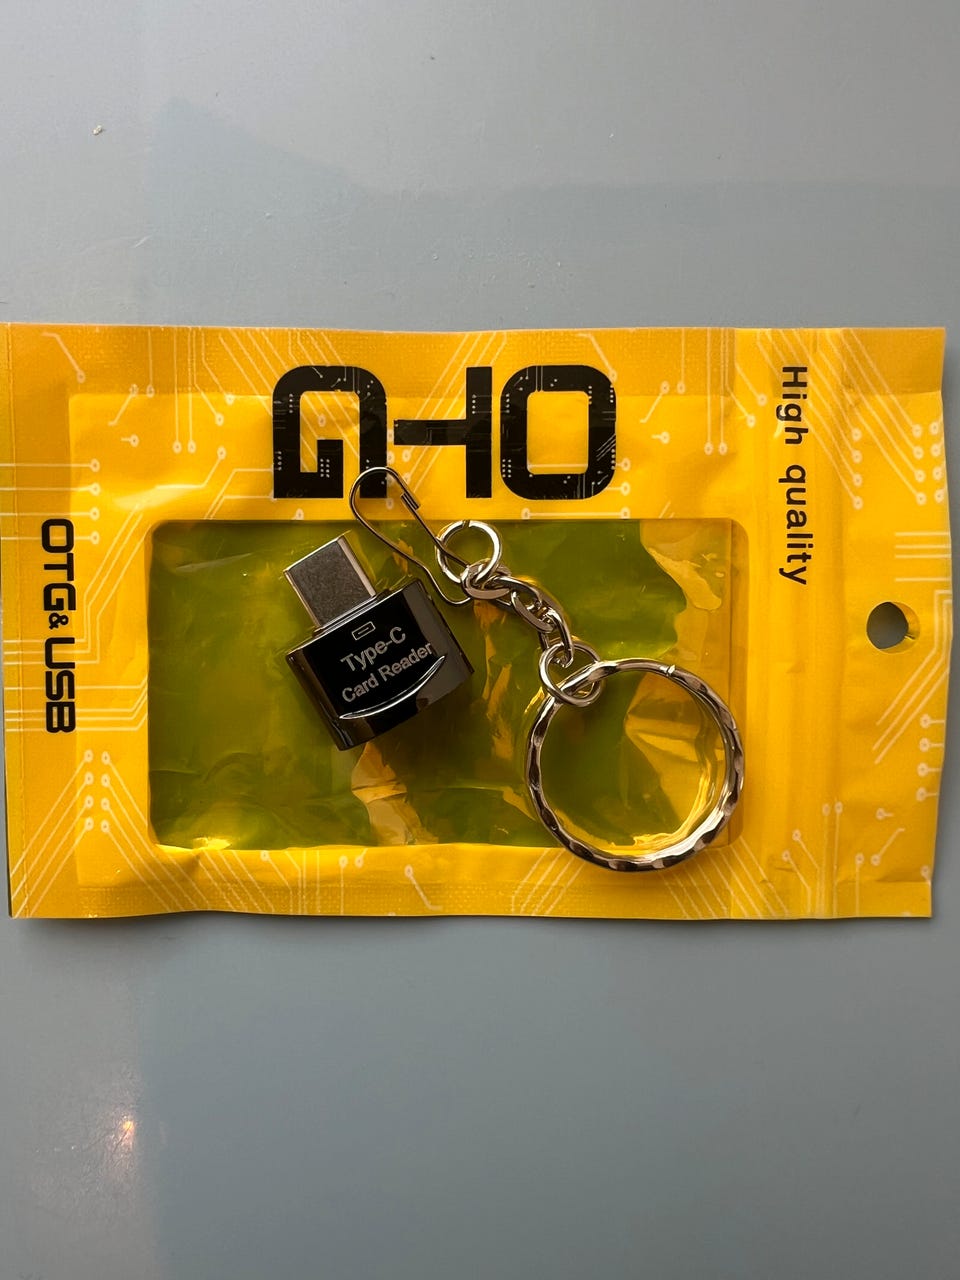 High quality
O
T
G
Type-C
Card Reader
OTG&USB